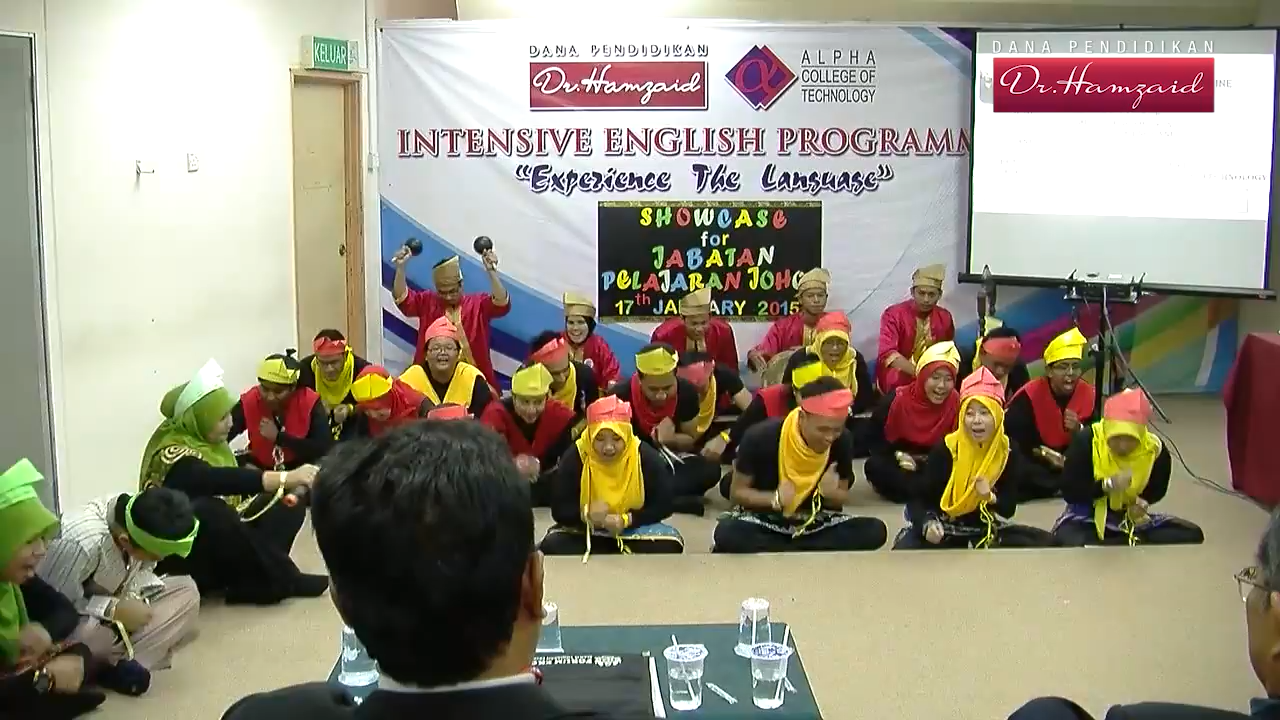 KELUAR
DANA PENDIDIKAN
Dr.Hamzaid
ALPHA
COLLEGE OF
TECHNOLOGY
INTENSIVE ENGLISH PROGRAMM
"Experience The Language"
SHOWCASE
for
JABATAN
PELAJARAN JOHO
17th JANUARY 2015
DANA PENDIDIKAN
Dr.Hamzaid